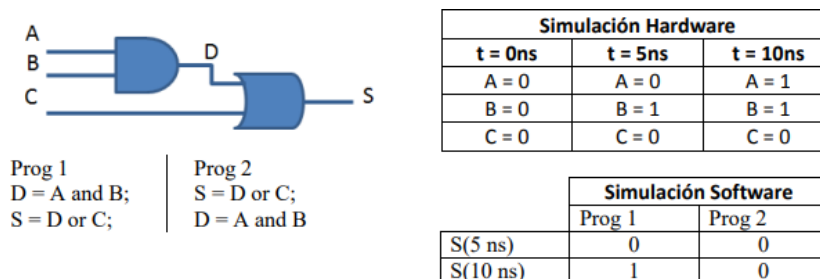 A
B
C
D
S
Prog 1
D = A and B;
S = D or C;
Prog 2
S = D or C;
D = A and B
Simulación Hardware
t = 0ns t = 5ns t = 10ns
A = 0 A = 0 A = 1
B = 0 B = 1 B = 1
C = 0 C = 0 C = 0
Simulación Software
Prog 1 Prog 2
S(5 ns) 0 0
S(10 ns) 1 0